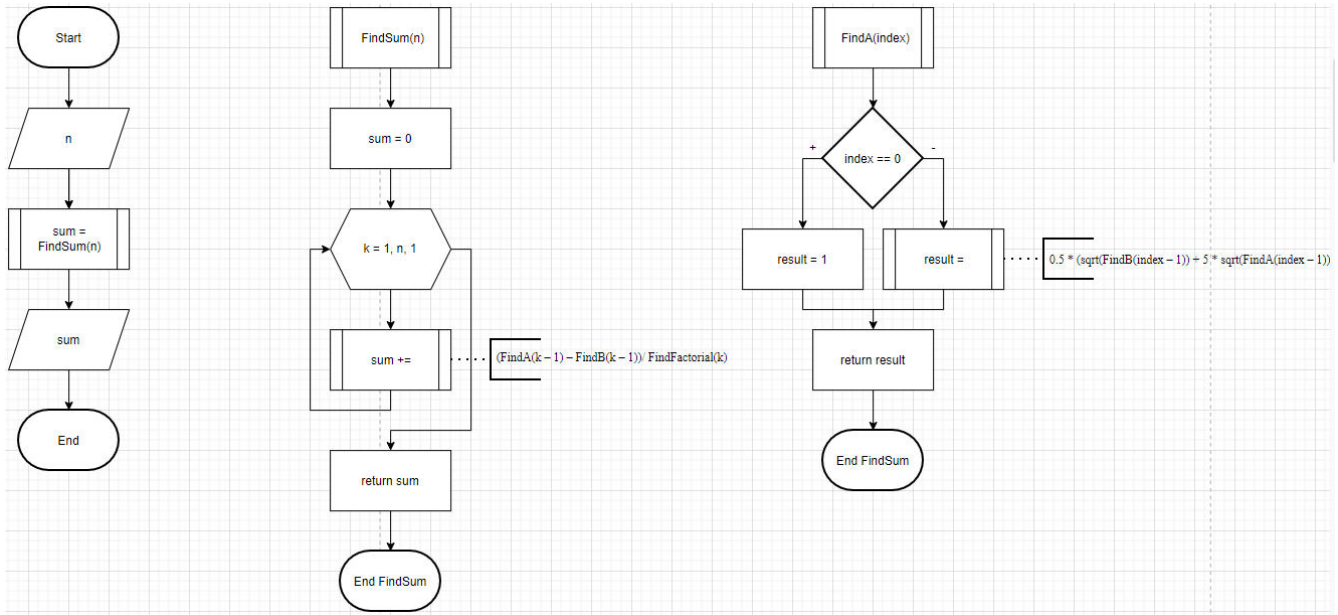 Start
n
sum =
FindSum(n)
sum
End
FindSum(n)
sum = 0
k = 1, n, 1
sum +=
(FindA(k – 1) – FindB(k – 1))/ FindFactorial(k)
return sum
End FindSum
FindA(index)
+
index == 0
-
result = 1
result =
0.5 * (sqrt(FindB(index – 1)) + 5 * sqrt(FindA(index – 1))
return result
End FindSum